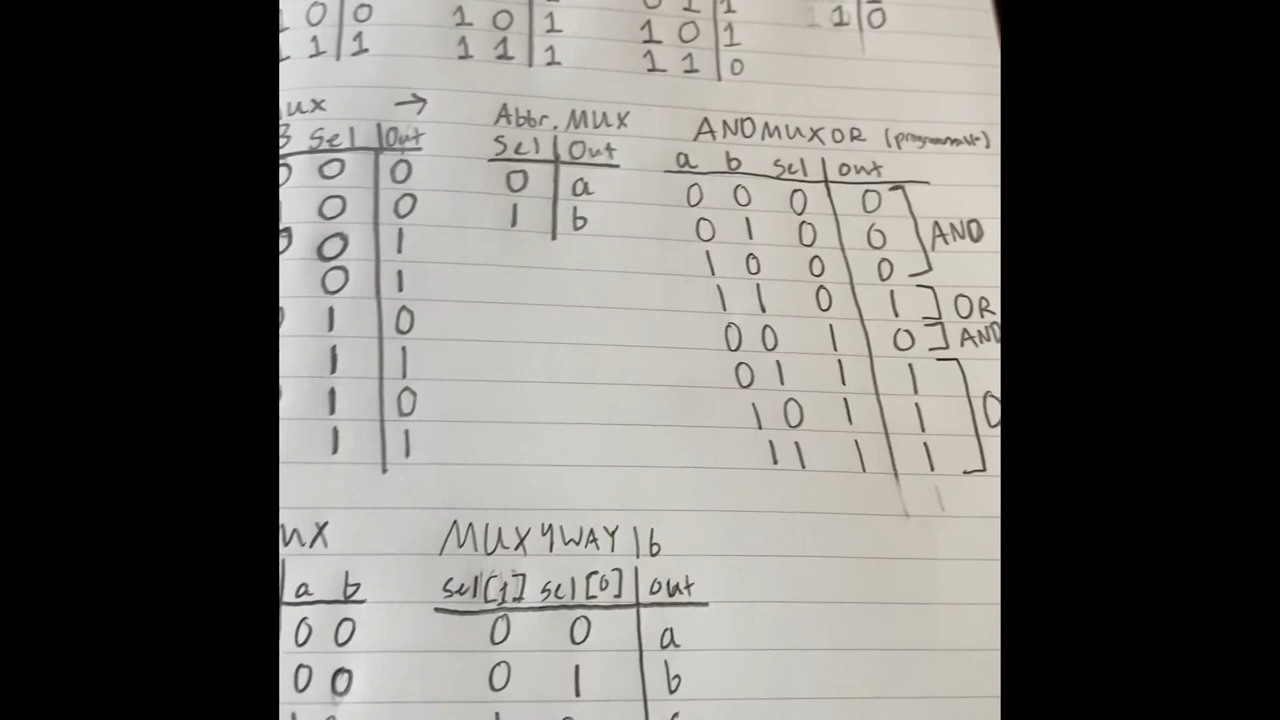 0 0 1 0 1 0 1 1 1 0
1 1 1 1 1 1 0 1
1 1 0
ux → Abbr. MUX ANDMUXOR
Sel Out Sel Out a b sel out
0 0 0 a 0 0 0 0
0 0 1 b 0 1 0 0 AND
0 1 1 0 0 0
0 1 1 1 0 1 OR
1 0 0 0 1 0 AND
1 1 0 1 1 1
1 0 1 0 1 1
1 1 1 1 1 1
ux MUX4WAY16
a b sel[1] sel[0] out
0 0 0 0 a
0 0 0 1 b